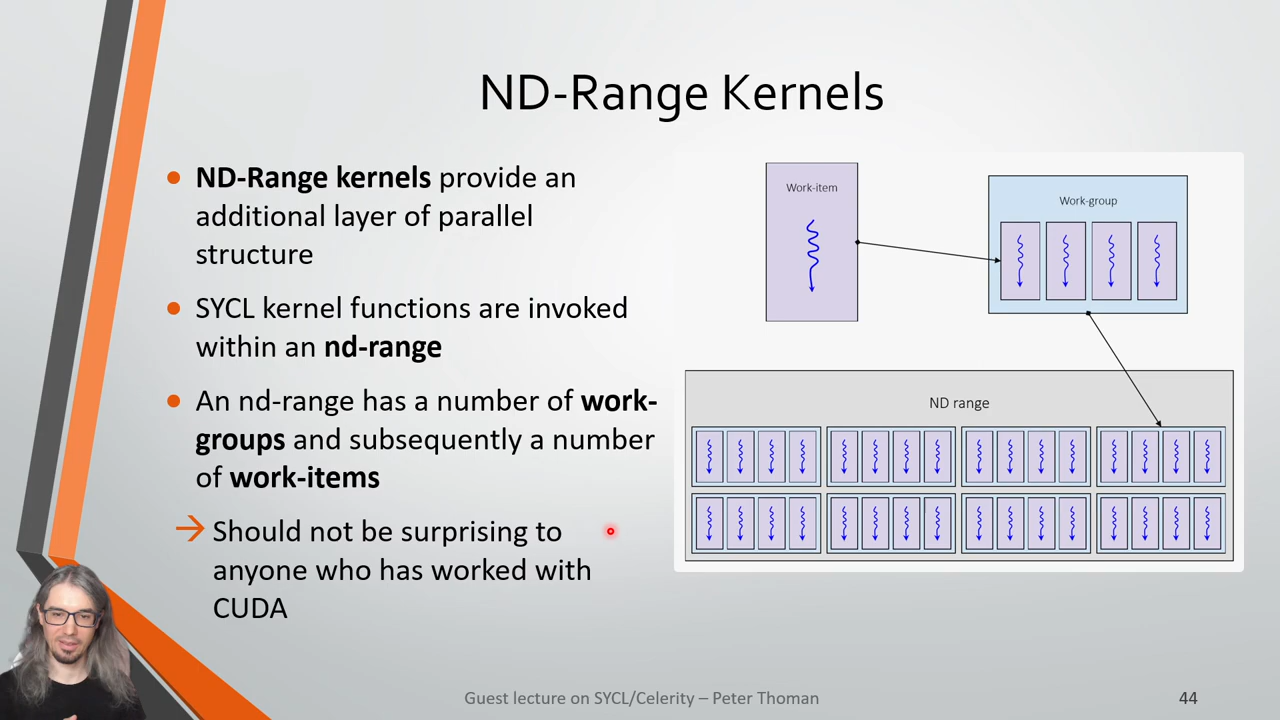 ND-Range Kernels
ND-Range kernels provide an
additional layer of parallel
structure
SYCL kernel functions are invoked
within an nd-range
An nd-range has a number of work-
groups and subsequently a number
of work-items
Should not be surprising to
anyone who has worked with
CUDA
Work-item
Work-group
ND range
Guest lecture on SYCL/Celerity – Peter Thoman
44